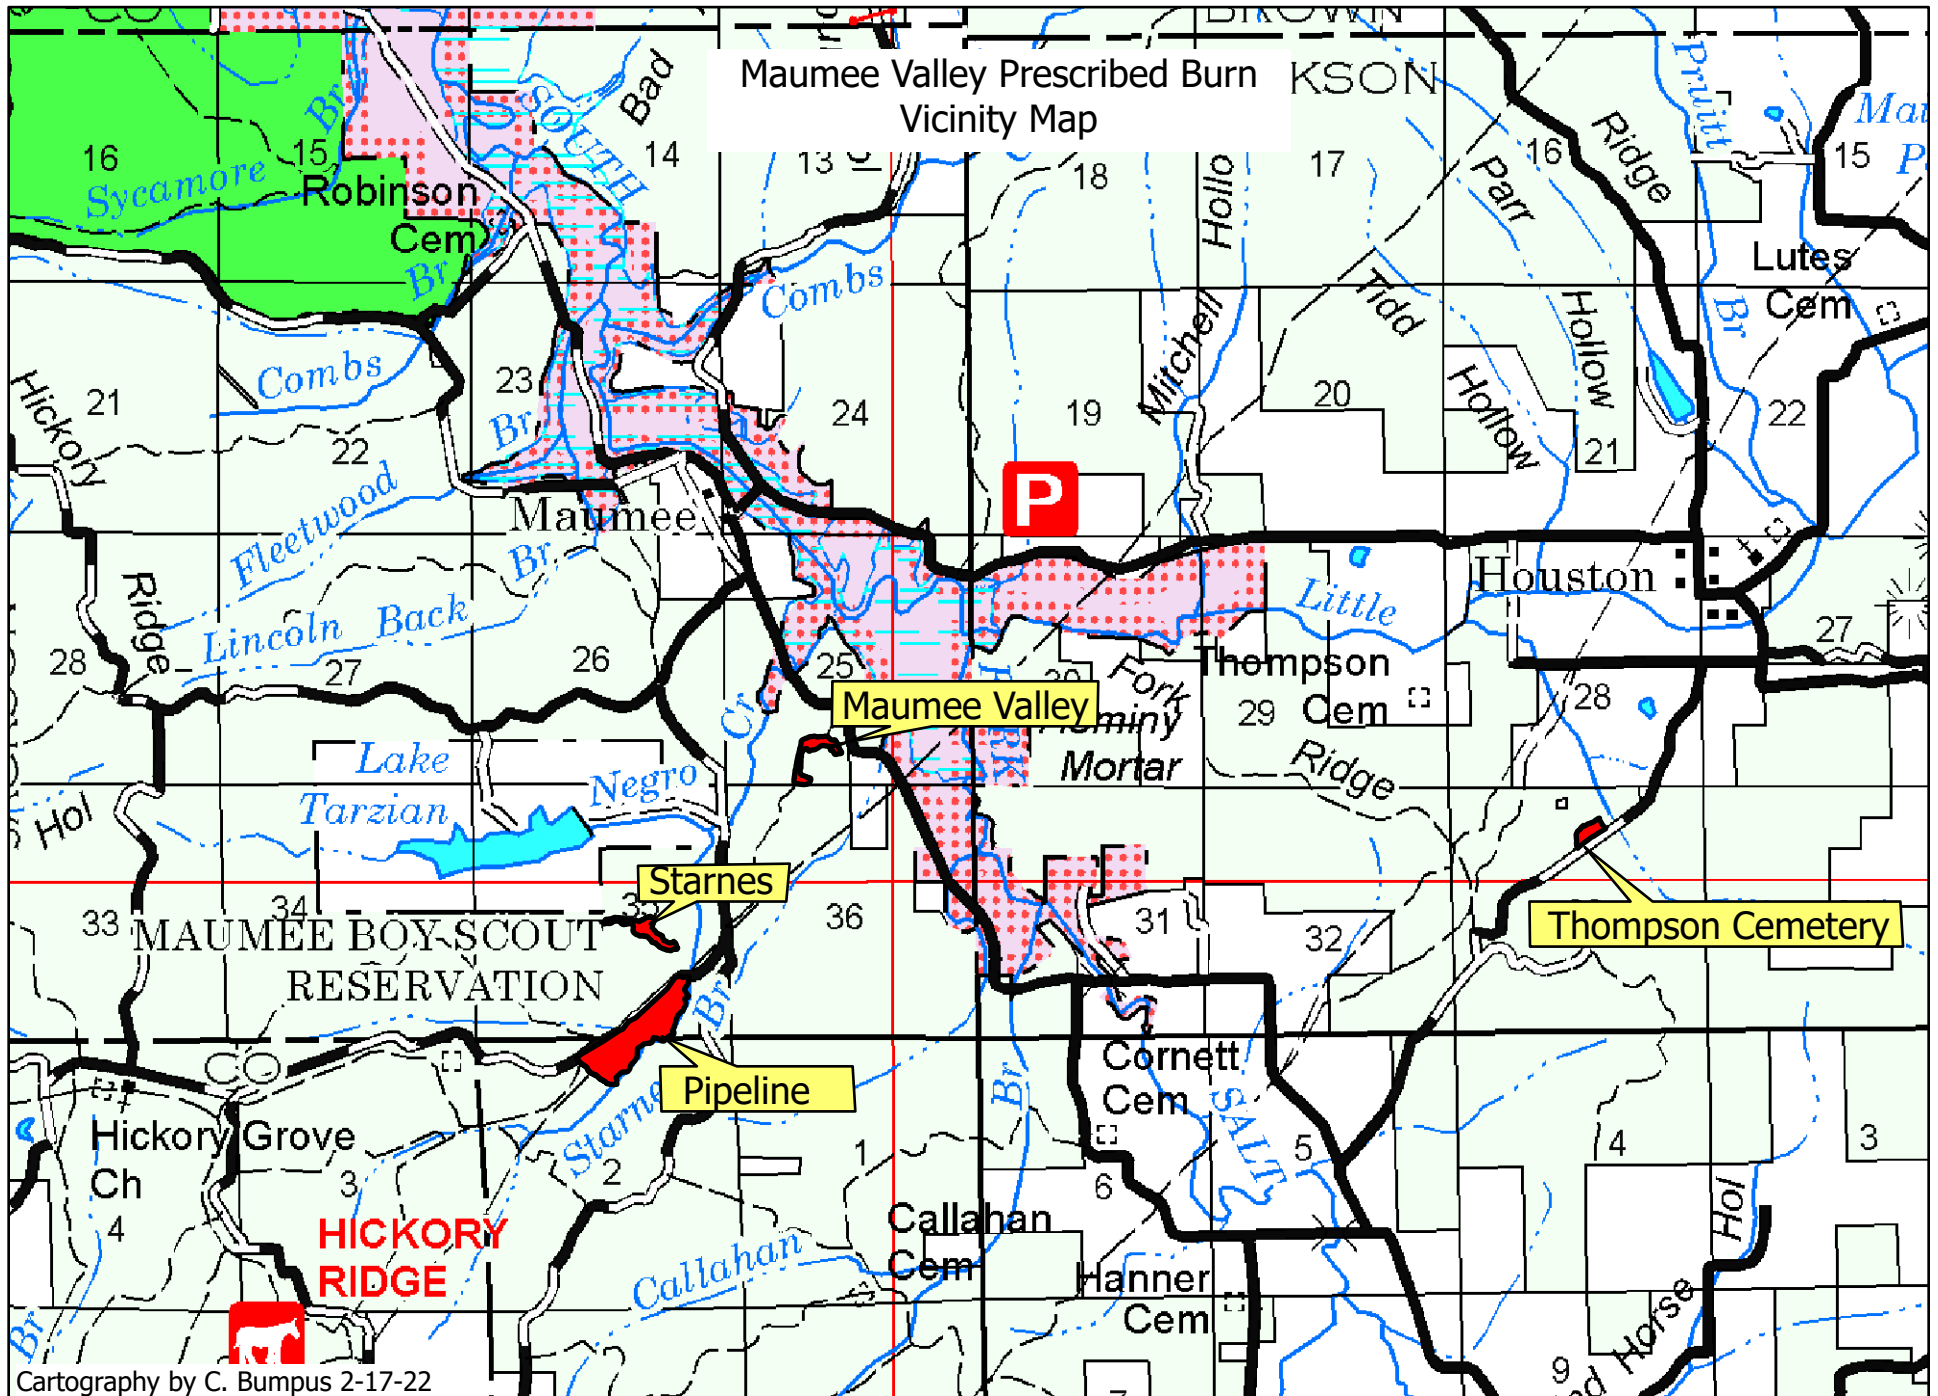 BROWN
Maumee Valley Prescribed Burn
Vicinity Map
KSON
Bad
SOUTH
Br
Pruitt
Ridge
16
15
14
13
18
17
16
15
Sycamore
Robinson
Cem
Br
Parr
Hollo
Lutes
Cem
Br
Combs
Tidd
Hollow
Mitchell
Combs
Hickory
21
22
23
Br
24
19
20
Hollow
21
22
P
Fleetwood
Maumee
Br
Houston
Little
Lincoln Back
Ridge
28
27
26
25
Fork
Thompson
Cem
29
28
27
Maumee Valley
Mortar
Ridge
Cr
FORK
Lake
Tarzian
Negro
Hol
Starnes
33
34
36
31
32
MAUMEE BOY SCOUT
RESERVATION
Thompson Cemetery
Br
CO
Pipeline
Cornett
Cem
Br
SALT
Hickory Grove
Ch
Starne
4
3
2
1
6
5
4
3
HICKORY
RIDGE
Callahan
Callahan
Cem
Hanner
Cem
Hol
Horse
Br
9
Cartography by C. Bumpus 2-17-22